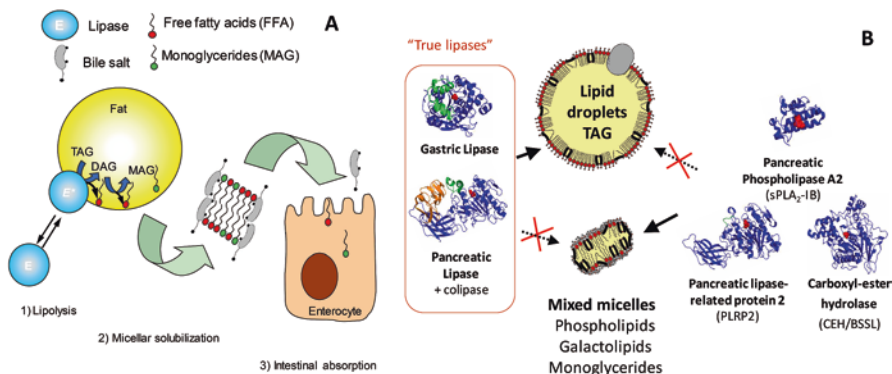 A
E Lipase
Free fatty acids (FFA)
Bile salt
Monoglycerides (MAG)
Fat
TAG
DAG
MAG
E*
E
1) Lipolysis
2) Micellar solubilization
Enterocyte
3) Intestinal absorption
B
"True lipases"
Gastric Lipase
Pancreatic
Lipase
+ colipase
Lipid
droplets
TAG
Mixed micelles
Phospholipids
Galactolipids
Monoglycerides
Pancreatic
Phospholipase A2
(sPLA₂-IB)
Pancreatic lipase-
related protein 2
(PLRP2)
Carboxyl-ester
hydrolase
(CEH/BSSL)